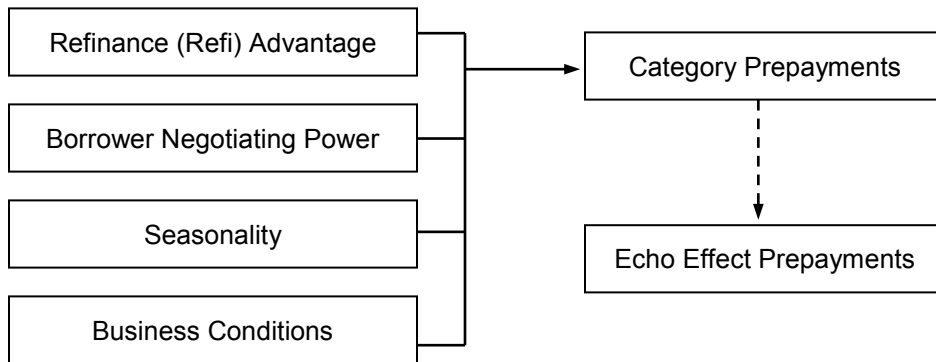 Refinance (Refi) Advantage
Borrower Negotiating Power
Seasonality
Business Conditions
Category Prepayments
Echo Effect Prepayments